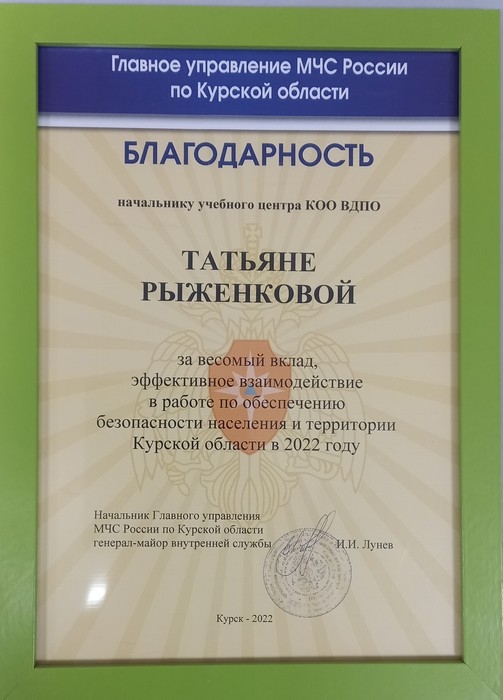 Главное управление МЧС России
по Курской области
БЛАГОДАРНОСТЬ
начальнику учебного центра КОО ВДПО
ТАТЬЯНЕ
РЫЖЕНКОВОЙ
за весомый вклад,
эффективное взаимодействие
в работе по обеспечению
безопасности населения и территории
Курской области в 2022 году
Начальник Главного управления
МЧС России по Курской области
генерал-майор внутренней службы И.И. Лунев
Курск - 2022